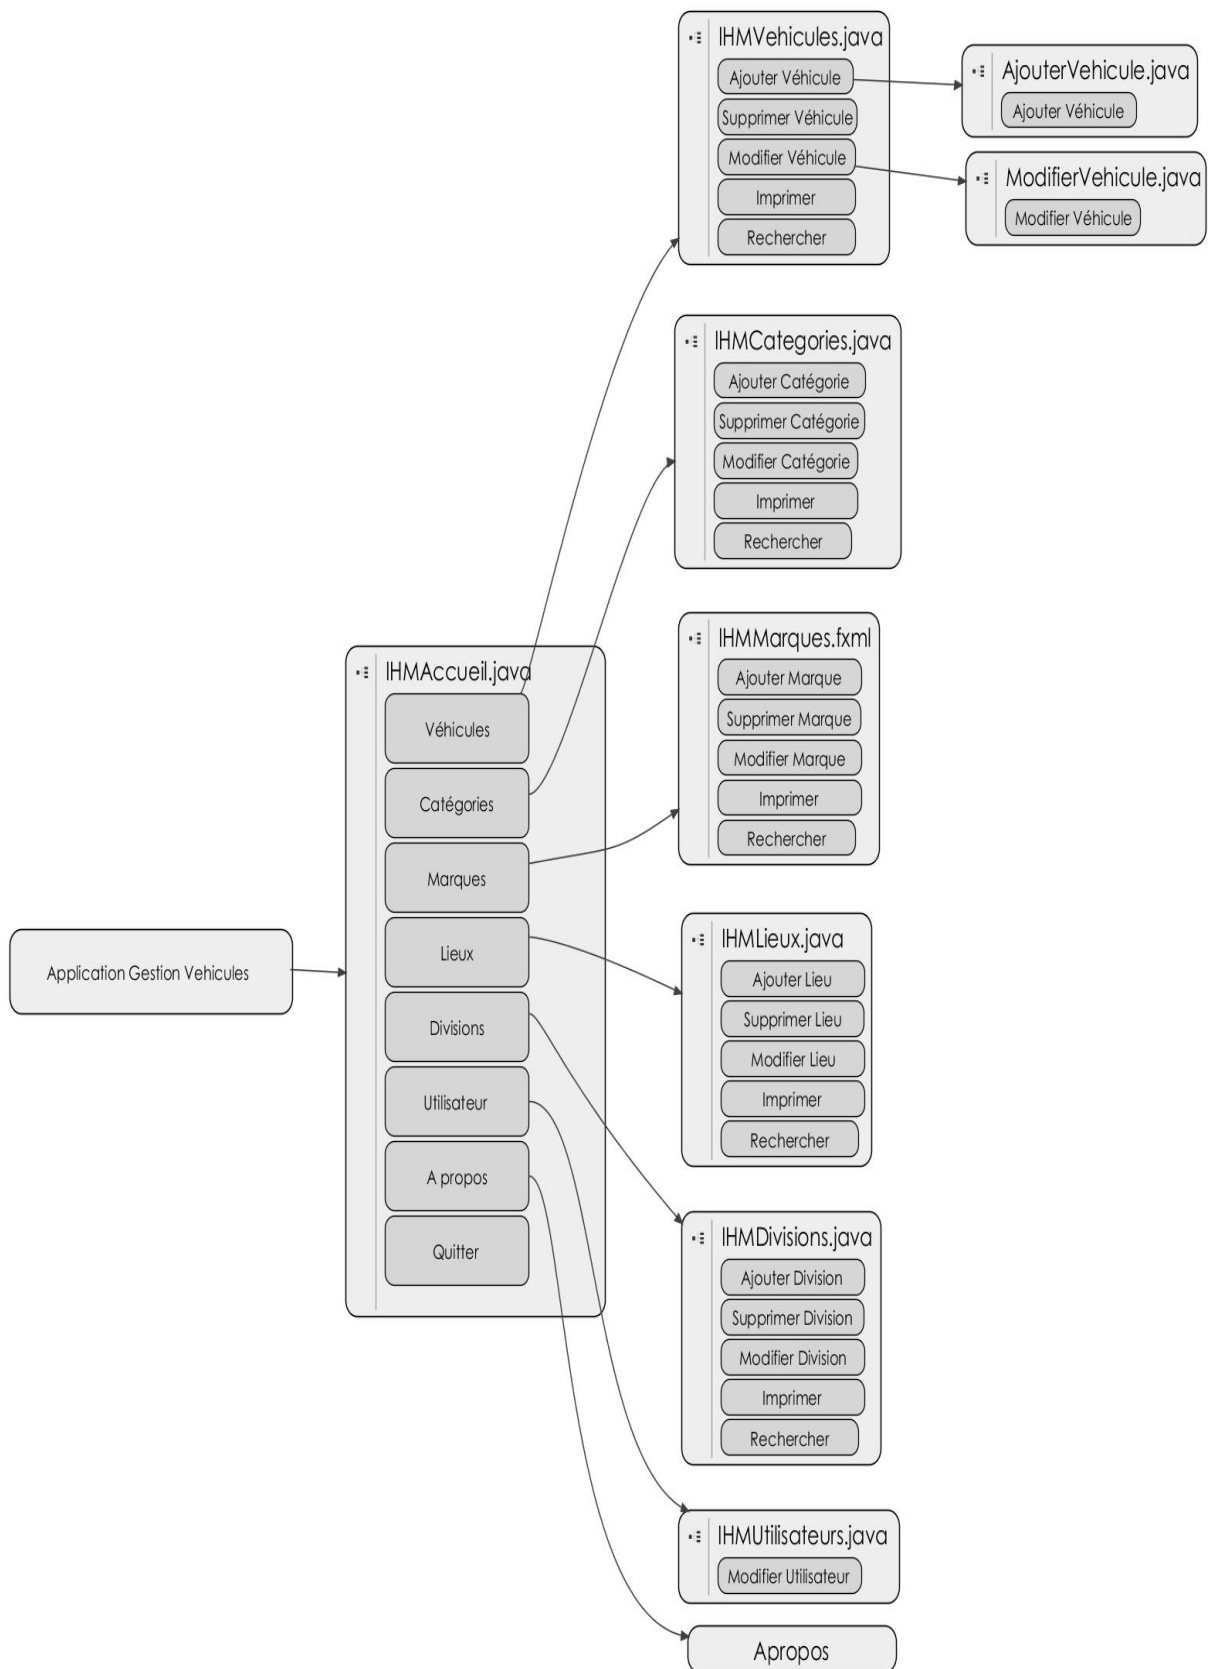 Application Gestion Vehicules
IHMAccueil.java
Véhicules
Catégories
Marques
Lieux
Divisions
Utilisateur
A propos
Quitter
IHMVehicules.java
Ajouter Véhicule
Supprimer Véhicule
Modifier Véhicule
Imprimer
Rechercher
AjouterVehicule.java
Ajouter Véhicule
ModifierVehicule.java
Modifier Véhicule
IHMCategories.java
Ajouter Catégorie
Supprimer Catégorie
Modifier Catégorie
Imprimer
Rechercher
IHMMarques.fxml
Ajouter Marque
Supprimer Marque
Modifier Marque
Imprimer
Rechercher
IHMLieux.java
Ajouter Lieu
Supprimer Lieu
Modifier Lieu
Imprimer
Rechercher
IHMDivisions.java
Ajouter Division
Supprimer Division
Modifier Division
Imprimer
Rechercher
IHMUtilisateurs.java
Modifier Utilisateur
Apropos